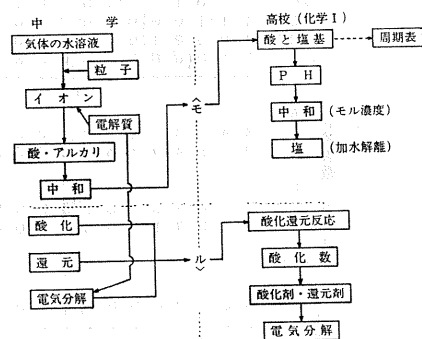 中 学
気体の水溶液
粒子
イオン
電解質
酸・アルカリ
中和
酸化
還元
電気分解
〈モル〉
高校(化学Ⅰ)
酸と塩基
周期表
PH
中和 (モル濃度)
塩 (加水解離)
酸化還元反応
酸化数
酸化剤・還元剤
電気分解